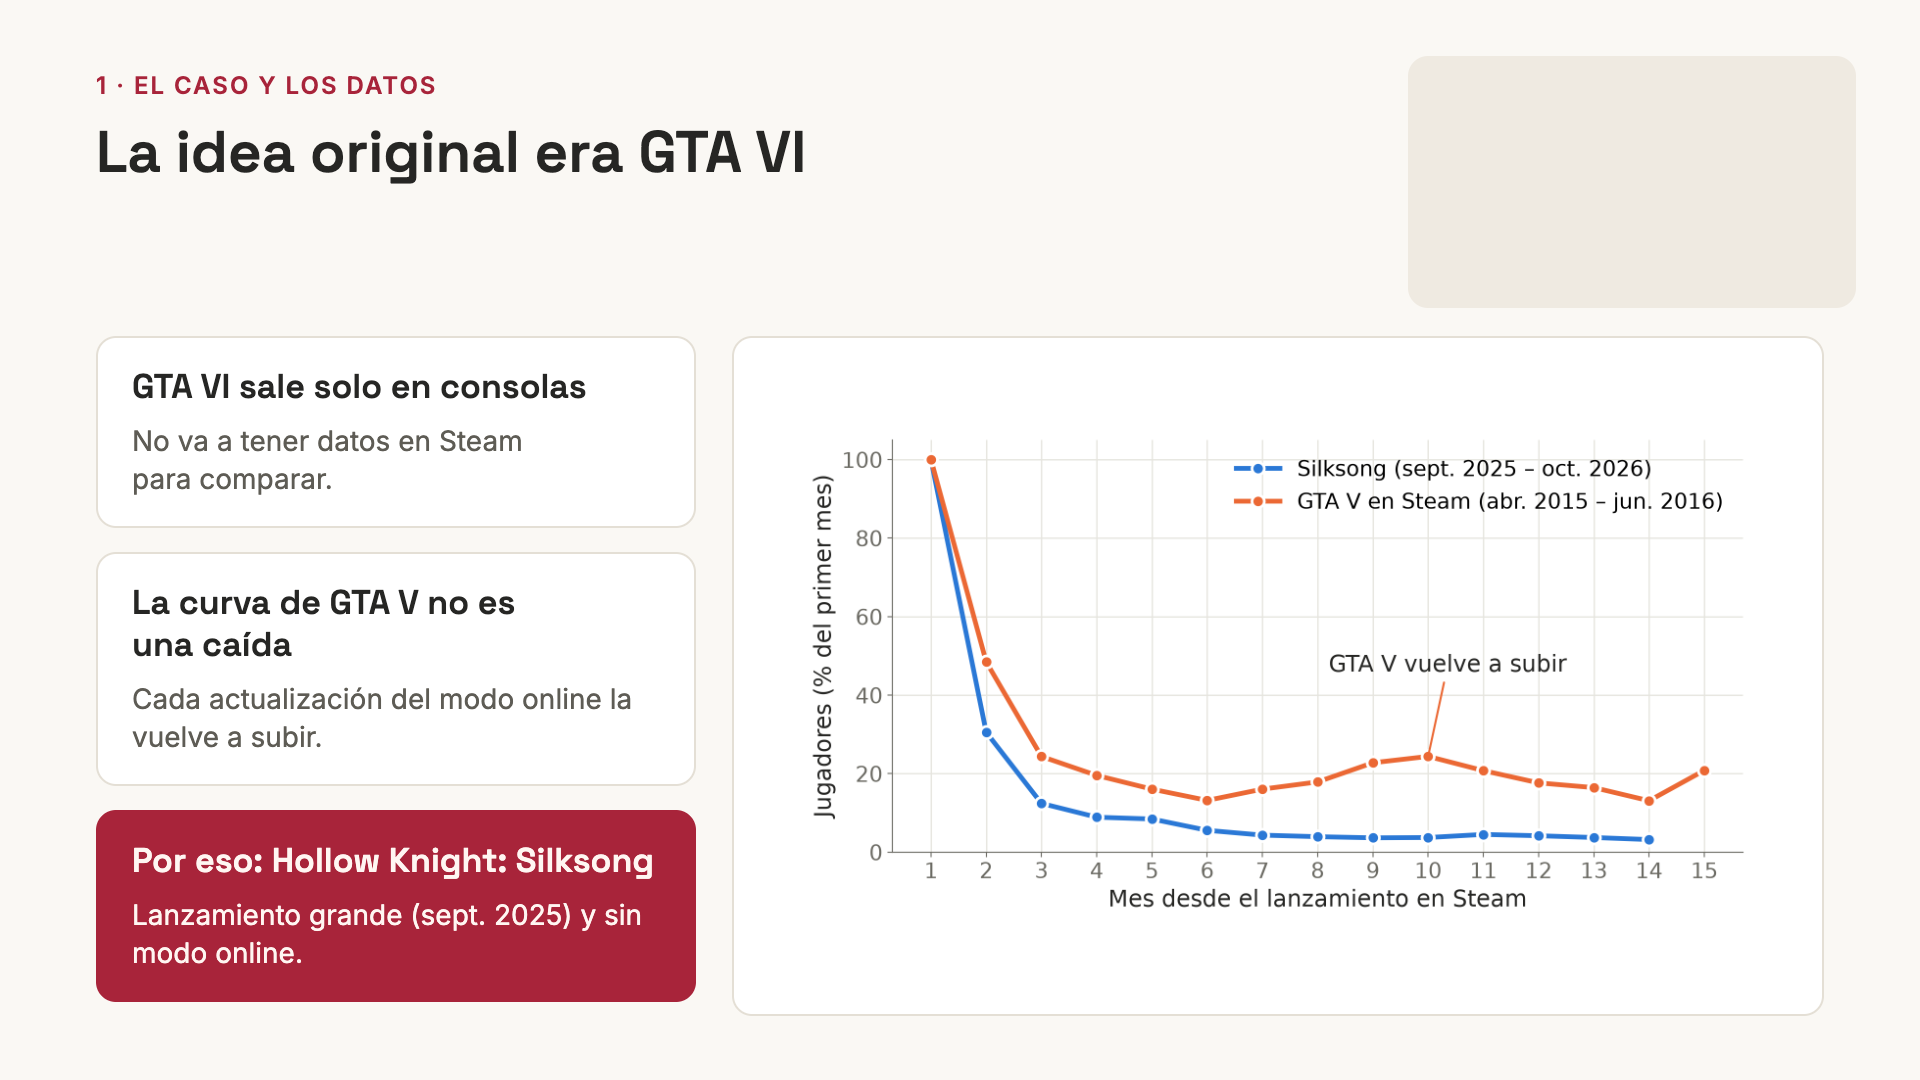 1 · EL CASO Y LOS DATOS
La idea original era GTA VI
GTA VI sale solo en consolas
No va a tener datos en Steam
para comparar.
La curva de GTA V no es
una caída
Cada actualización del modo online la
vuelve a subir.
Por eso: Hollow Knight: Silksong
Lanzamiento grande (sept. 2025) y sin
modo online.
Jugadores (% del primer mes)
100
80
60
40
20
0
Silksong (sept. 2025 – oct. 2026)
GTA V en Steam (abr. 2015 – jun. 2016)
GTA V vuelve a subir
1 2 3 4 5 6 7 8 9 10 11 12 13 14 15
Mes desde el lanzamiento en Steam